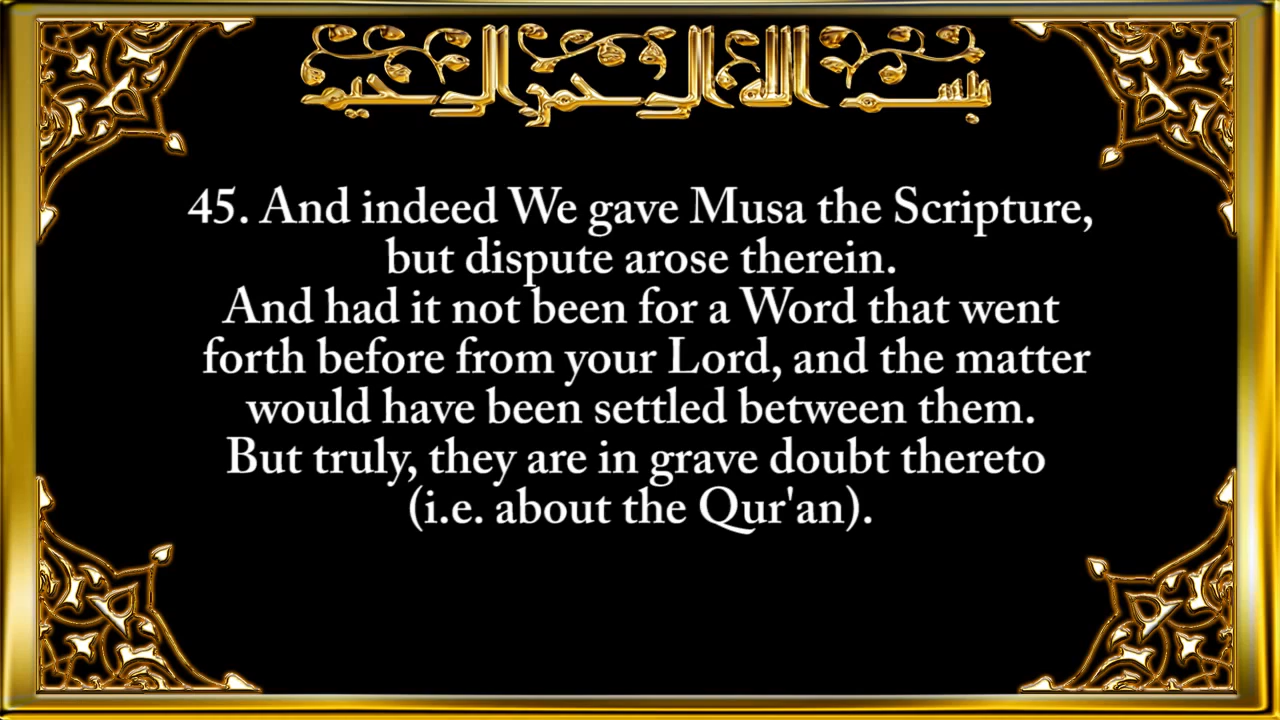 بسم الله الرحمن الرحيم
45. And indeed We gave Musa the Scripture,
but dispute arose therein.
And had it not been for a Word that went
forth before from your Lord, and the matter
would have been settled between them.
But truly, they are in grave doubt thereto
(i.e. about the Qur'an).